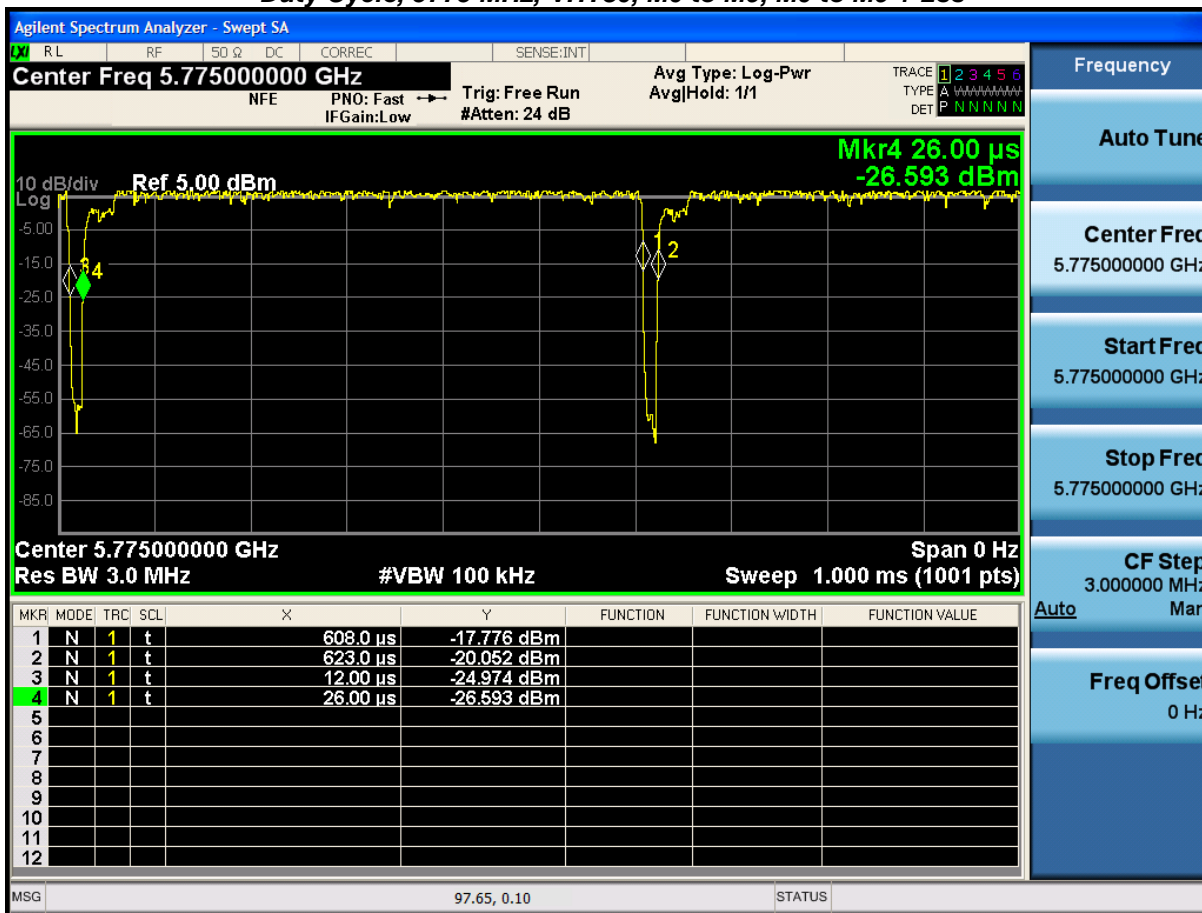 Agilent Spectrum Analyzer - Swept SA
LXI RL RF 50 Ω DC CORREC SENSE:INT
Center Freq 5.775000000 GHz
NFE PNO: Fast IFGain:Low
Trig: Free Run
#Atten: 24 dB
Avg Type: Log-Pwr
Avg|Hold: 1/1
TRACE 1 2 3 4 5 6
TYPE A WWWWW
DET P N N N N N
Mkr4 26.00 µs
-26.593 dBm
10 dB/div Ref 5.00 dBm
Log
-5.00
-15.0
-25.0
-35.0
-45.0
-55.0
-65.0
-75.0
-85.0
3 4
1 2
Center 5.775000000 GHz Span 0 Hz
Res BW 3.0 MHz #VBW 100 kHz Sweep 1.000 ms (1001 pts)
MKR MODE TRC SCL X Y FUNCTION FUNCTION WIDTH FUNCTION VALUE
1 N 1 t 608.0 µs -17.776 dBm
2 N 1 t 623.0 µs -20.052 dBm
3 N 1 t 12.00 µs -24.974 dBm
4 N 1 t 26.00 µs -26.593 dBm
5
6
7
8
9
10
11
12
MSG 97.65, 0.10 STATUS
Frequency
Auto Tune
Center Freq
5.775000000 GHz
Start Freq
5.775000000 GHz
Stop Freq
5.775000000 GHz
CF Step
3.000000 MHz
Auto Man
Freq Offset
0 Hz